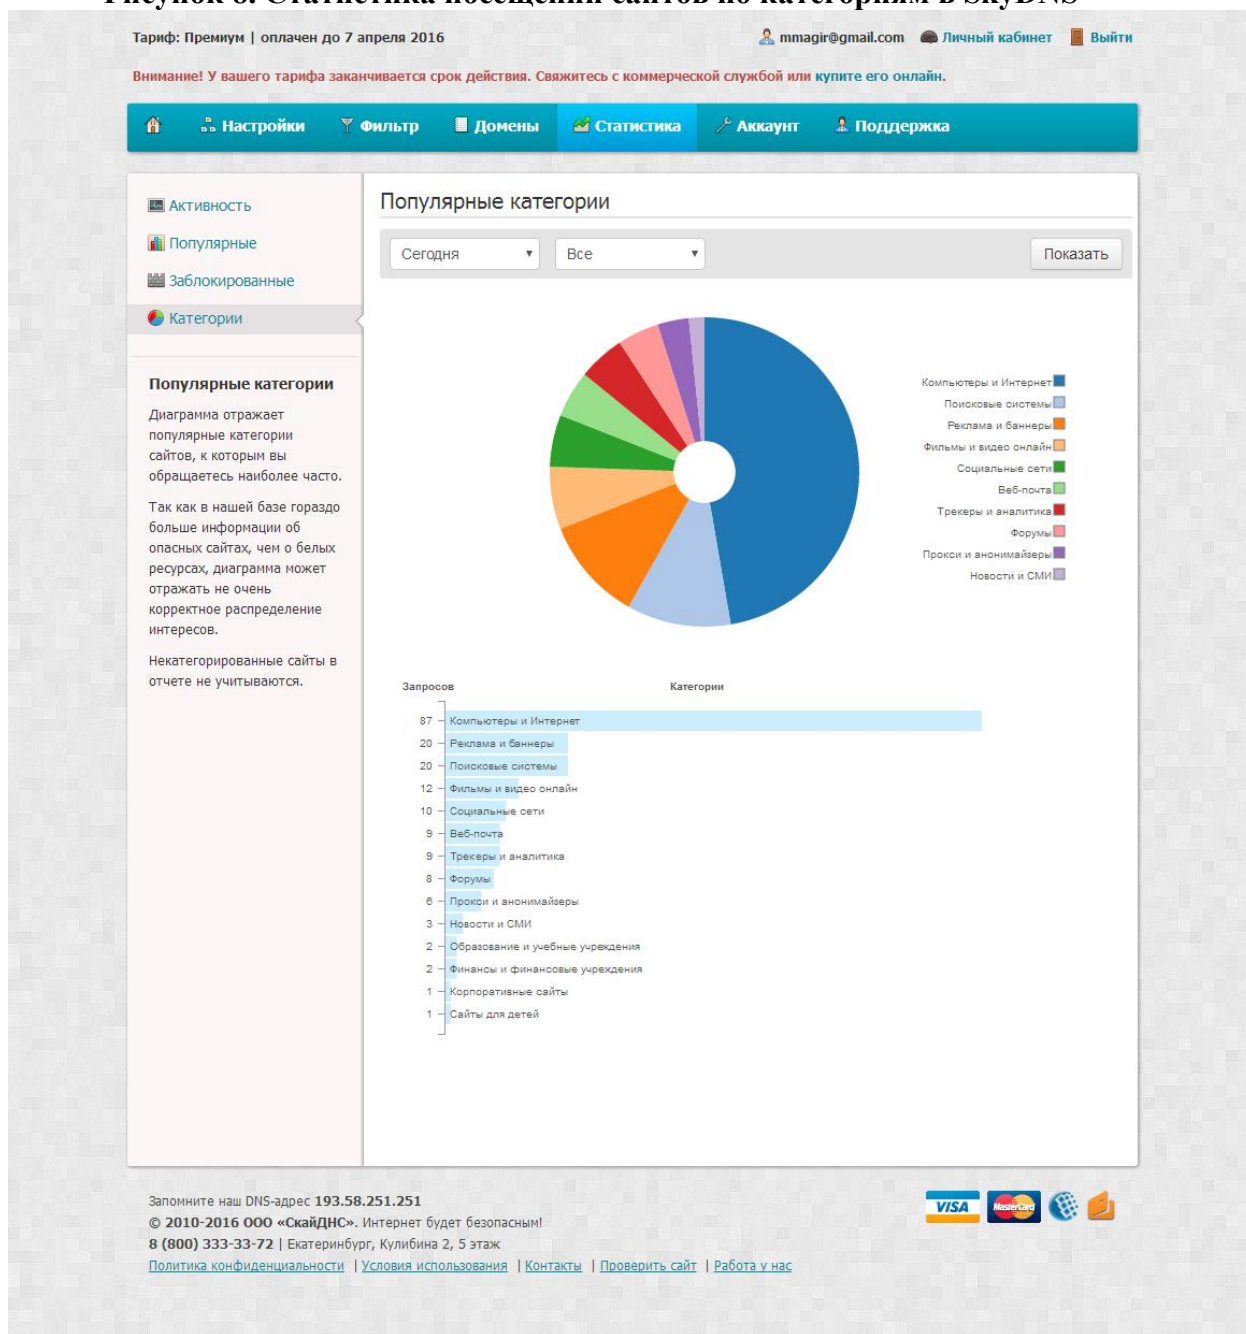 Рисунок 8. Статистика посещений сайтов по категориям в SkyDNS
Тариф: Премиум | оплачен до 7 апреля 2016
mmagir@gmail.com Личный кабинет Выйти
Внимание! У вашего тарифа заканчивается срок действия. Свяжитесь с коммерческой службой или купите его онлайн.
Настройки Фильтр Домены Статистика Аккаунт Поддержка
Активность
Популярные
Заблокированные
Категории
Популярные категории
Диаграмма отражает
популярные категории
сайтов, к которым вы
обращаетесь наиболее часто.
Так как в нашей базе гораздо
больше информации об
опасных сайтах, чем о белых
ресурсах, диаграмма может
отражать не очень
корректное распределение
интересов.
Некатегорированные сайты в
отчете не учитываются.
Популярные категории
Сегодня Все Показать
Компьютеры и Интернет
Поисковые системы
Реклама и баннеры
Фильмы и видео онлайн
Социальные сети
Веб-почта
Трекеры и аналитика
Форумы
Прокси и анонимайзеры
Новости и СМИ
Запросов Категории
87 Компьютеры и Интернет
20 Реклама и баннеры
20 Поисковые системы
12 Фильмы и видео онлайн
10 Социальные сети
9 Веб-почта
9 Трекеры и аналитика
8 Форумы
6 Прокси и анонимайзеры
3 Новости и СМИ
2 Образование и учебные учреждения
2 Финансы и финансовые учреждения
1 Корпоративные сайты
1 Сайты для детей
Запомните наш DNS-адрес 193.58.251.251
© 2010-2016 ООО «СкайДНС». Интернет будет безопасным!
8 (800) 333-33-72 | Екатеринбург, Кулибина 2, 5 этаж
Политика конфиденциальности | Условия использования | Контакты | Проверить сайт | Работа у нас
VISA MasterCard